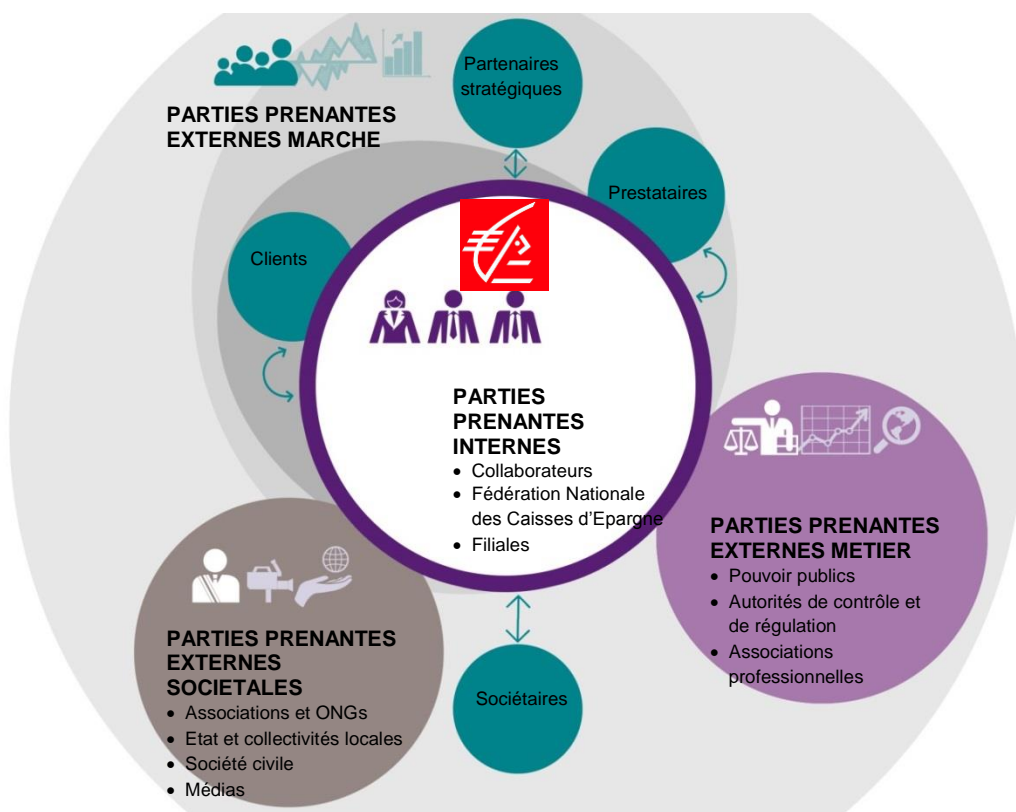 Partenaires
stratégiques
PARTIES PRENANTES
EXTERNES MARCHE
Prestataires
Clients
PARTIES
PRENANTES
INTERNES
• Collaborateurs
• Fédération Nationale
des Caisses d’Epargne
• Filiales
PARTIES PRENANTES
EXTERNES METIER
• Pouvoir publics
• Autorités de contrôle et
de régulation
• Associations
professionnelles
PARTIES PRENANTES
EXTERNES
SOCIETALES
• Associations et ONGs
• Etat et collectivités locales
• Société civile
• Médias
Sociétaires